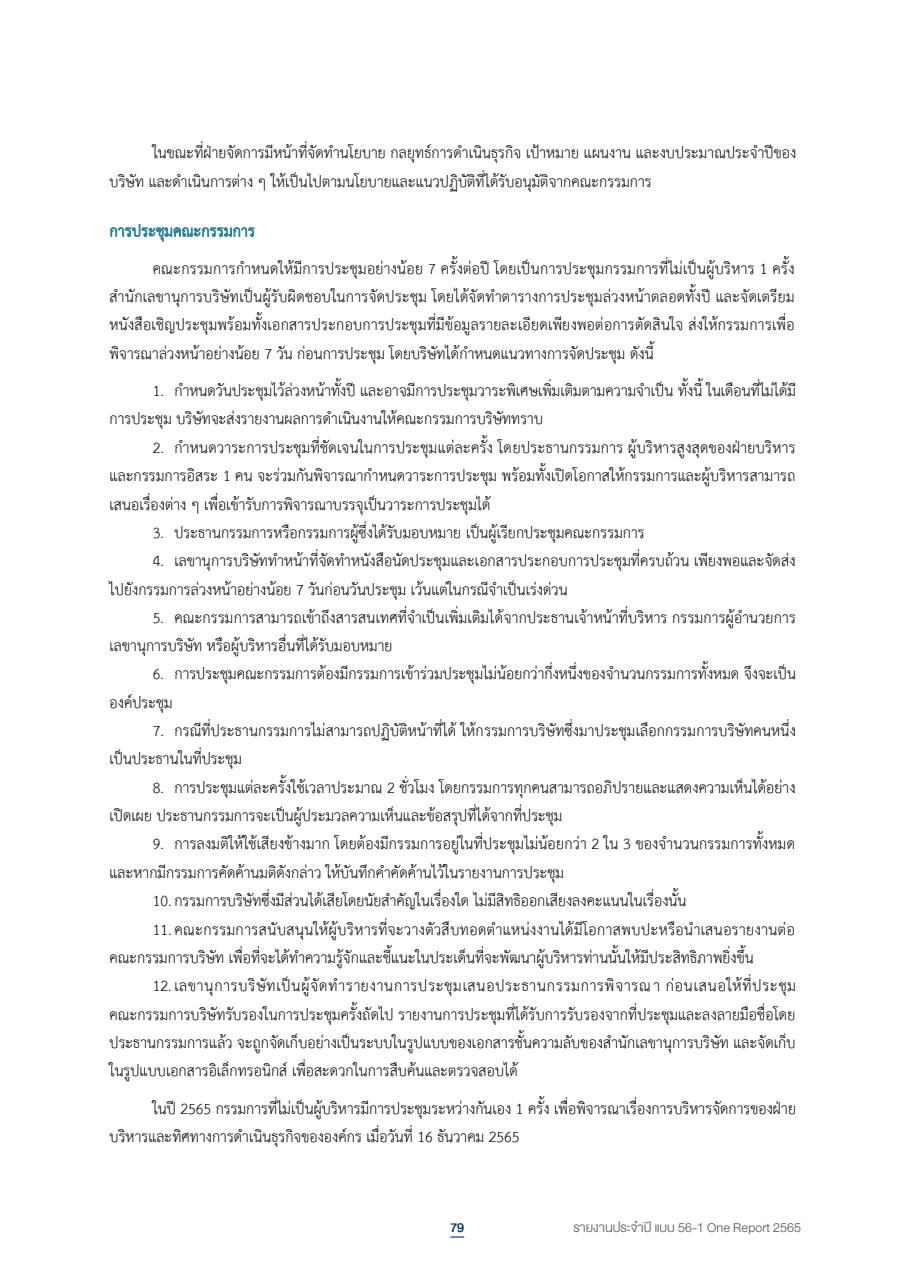 ในขณะที่ฝ่ายจัดการมีหน้าที่จัดทำนโยบาย กลยุทธ์การดำเนินธุรกิจ เป้าหมาย แผนงาน และงบประมาณประจำปีของ
บริษัท และดำเนินการต่าง ๆ ให้เป็นไปตามนโยบายและแนวปฏิบัติที่ได้รับอนุมัติจากคณะกรรมการ
การประชุมคณะกรรมการ
คณะกรรมการกำหนดให้มีการประชุมอย่างน้อย 7 ครั้งต่อปี โดยเป็นการประชุมกรรมการที่ไม่เป็นผู้บริหาร 1 ครั้ง
สำนักเลขานุการบริษัทเป็นผู้รับผิดชอบในการจัดประชุม โดยได้จัดทำตารางการประชุมล่วงหน้าตลอดทั้งปี และจัดเตรียม
หนังสือเชิญประชุมพร้อมทั้งเอกสารประกอบการประชุมที่มีข้อมูลรายละเอียดเพียงพอต่อการตัดสินใจ ส่งให้กรรมการเพื่อ
พิจารณาล่วงหน้าอย่างน้อย 7 วัน ก่อนการประชุม โดยบริษัทได้กำหนดแนวทางการจัดประชุม ดังนี้
1. กำหนดวันประชุมไว้ล่วงหน้าทั้งปี และอาจมีการประชุมวาระพิเศษเพิ่มเติมตามความจำเป็น ทั้งนี้ ในเดือนที่ไม่ได้มี
การประชุม บริษัทจะส่งรายงานผลการดำเนินงานให้คณะกรรมการบริษัททราบ
2. กำหนดวาระการประชุมที่ชัดเจนในการประชุมแต่ละครั้ง โดยประธานกรรมการ ผู้บริหารสูงสุดของฝ่ายบริหาร
และกรรมการอิสระ 1 คน จะร่วมกันพิจารณากำหนดวาระการประชุม พร้อมทั้งเปิดโอกาสให้กรรมการและผู้บริหารสามารถ
เสนอเรื่องต่าง ๆ เพื่อเข้ารับการพิจารณาบรรจุเป็นวาระการประชุมได้
3. ประธานกรรมการหรือกรรมการผู้ซึ่งได้รับมอบหมาย เป็นผู้เรียกประชุมคณะกรรมการ
4. เลขานุการบริษัททำหน้าที่จัดทำหนังสือนัดประชุมและเอกสารประกอบการประชุมที่ครบถ้วน เพียงพอและจัดส่ง
ไปยังกรรมการล่วงหน้าอย่างน้อย 7 วันก่อนวันประชุม เว้นแต่ในกรณีจำเป็นเร่งด่วน
5. คณะกรรมการสามารถเข้าถึงสารสนเทศที่จำเป็นเพิ่มเติมได้จากประธานเจ้าหน้าที่บริหาร กรรมการผู้อำนวยการ
เลขานุการบริษัท หรือผู้บริหารอื่นที่ได้รับมอบหมาย
6. การประชุมคณะกรรมการต้องมีกรรมการเข้าร่วมประชุมไม่น้อยกว่ากึ่งหนึ่งของจำนวนกรรมการทั้งหมด จึงจะเป็น
องค์ประชุม
7. กรณีที่ประธานกรรมการไม่สามารถปฏิบัติหน้าที่ได้ ให้กรรมการบริษัทซึ่งมาประชุมเลือกกรรมการบริษัทคนหนึ่ง
เป็นประธานในที่ประชุม
8. การประชุมแต่ละครั้งใช้เวลาประมาณ 2 ชั่วโมง โดยกรรมการทุกคนสามารถอภิปรายและแสดงความเห็นได้อย่าง
เปิดเผย ประธานกรรมการจะเป็นผู้ประมวลความเห็นและข้อสรุปที่ได้จากที่ประชุม
9. การลงมติให้ใช้เสียงข้างมาก โดยต้องมีกรรมการอยู่ในที่ประชุมไม่น้อยกว่า 2 ใน 3 ของจำนวนกรรมการทั้งหมด
และหากมีกรรมการคัดค้านมติดังกล่าว ให้บันทึกคำคัดค้านไว้ในรายงานการประชุม
10. กรรมการบริษัทซึ่งมีส่วนได้เสียโดยนัยสำคัญในเรื่องใด ไม่มีสิทธิออกเสียงลงคะแนนในเรื่องนั้น
11. คณะกรรมการสนับสนุนให้ผู้บริหารที่จะวางตัวสืบทอดตำแหน่งงานได้มีโอกาสพบปะหรือนำเสนอรายงานต่อ
คณะกรรมการบริษัท เพื่อที่จะได้ทำความรู้จักและชี้แนะในประเด็นที่จะพัฒนาผู้บริหารท่านนั้นให้มีประสิทธิภาพยิ่งขึ้น
12. เลขานุการบริษัทเป็นผู้จัดทำรายงานการประชุมเสนอประธานกรรมการพิจารณา ก่อนเสนอให้ที่ประชุม
คณะกรรมการบริษัทรับรองในการประชุมครั้งถัดไป รายงานการประชุมที่ได้รับการรับรองจากที่ประชุมและลงลายมือชื่อโดย
ประธานกรรมการแล้ว จะถูกจัดเก็บอย่างเป็นระบบในรูปแบบของเอกสารชั้นความลับของสำนักเลขานุการบริษัท และจัดเก็บ
ในรูปแบบเอกสารอิเล็กทรอนิกส์ เพื่อสะดวกในการสืบค้นและตรวจสอบได้
ในปี 2565 กรรมการที่ไม่เป็นผู้บริหารมีการประชุมระหว่างกันเอง 1 ครั้ง เพื่อพิจารณาเรื่องการบริหารจัดการของฝ่าย
บริหารและทิศทางการดำเนินธุรกิจขององค์กร เมื่อวันที่ 16 ธันวาคม 2565
79 รายงานประจำปี แบบ 56-1 One Report 2565